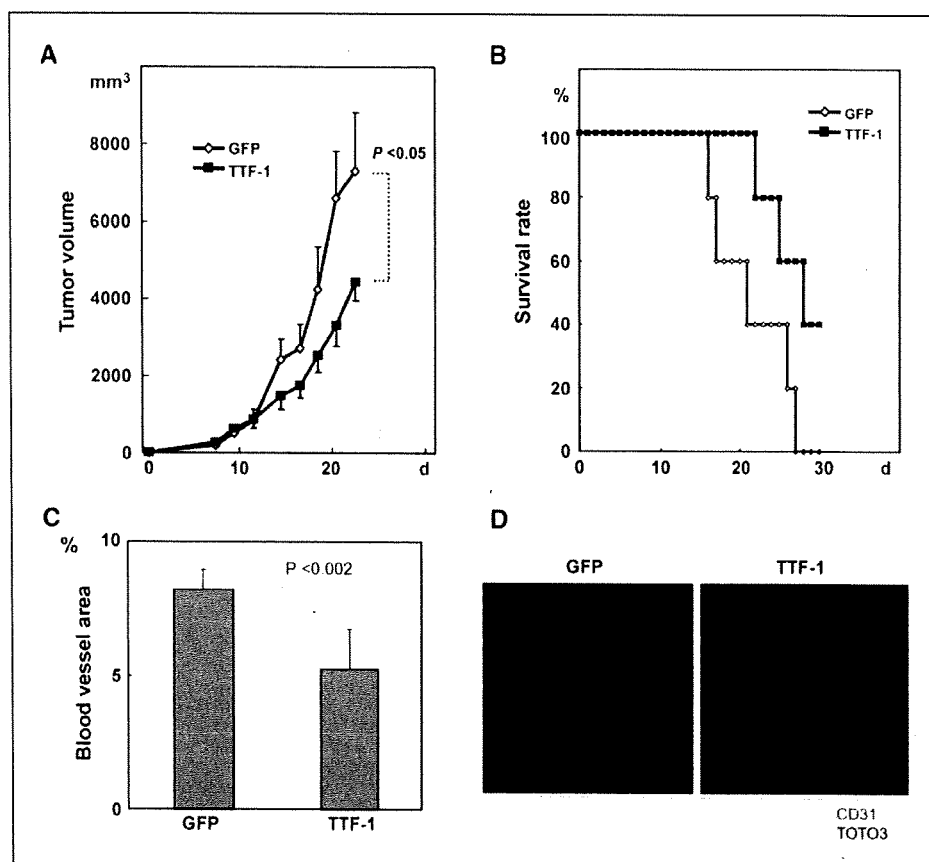 A
mm³
8000
6000
4000
2000
0
Tumor volume
GFP
TTF-1
P <0.05
0
10
20
d
B
%
100
80
60
40
20
0
Survival rate
GFP
TTF-1
0
10
20
30
d
C
%
10
5
0
Blood vessel area
P <0.002
GFP
TTF-1
D
GFP
TTF-1
CD31
TOTO3